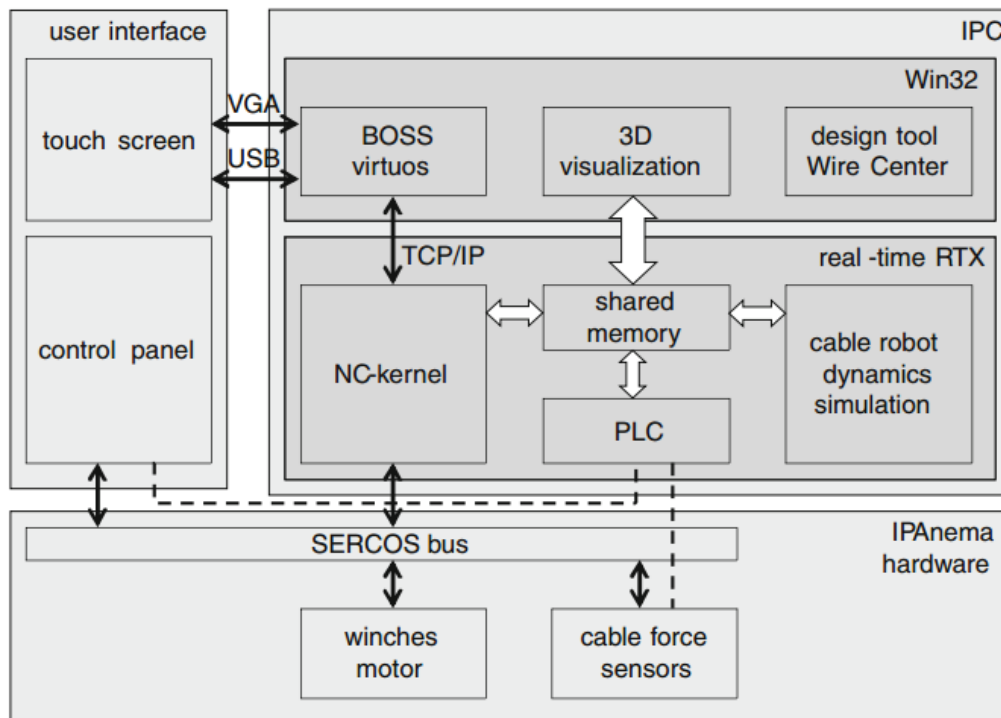 user interface
IPC
Win32
touch screen
VGA
USB
BOSS
virtuos
3D
visualization
design tool
Wire Center
TCP/IP
real -time RTX
control panel
NC-kernel
shared
memory
cable robot
dynamics
simulation
PLC
SERCOS bus
IPAnema
hardware
winches
motor
cable force
sensors